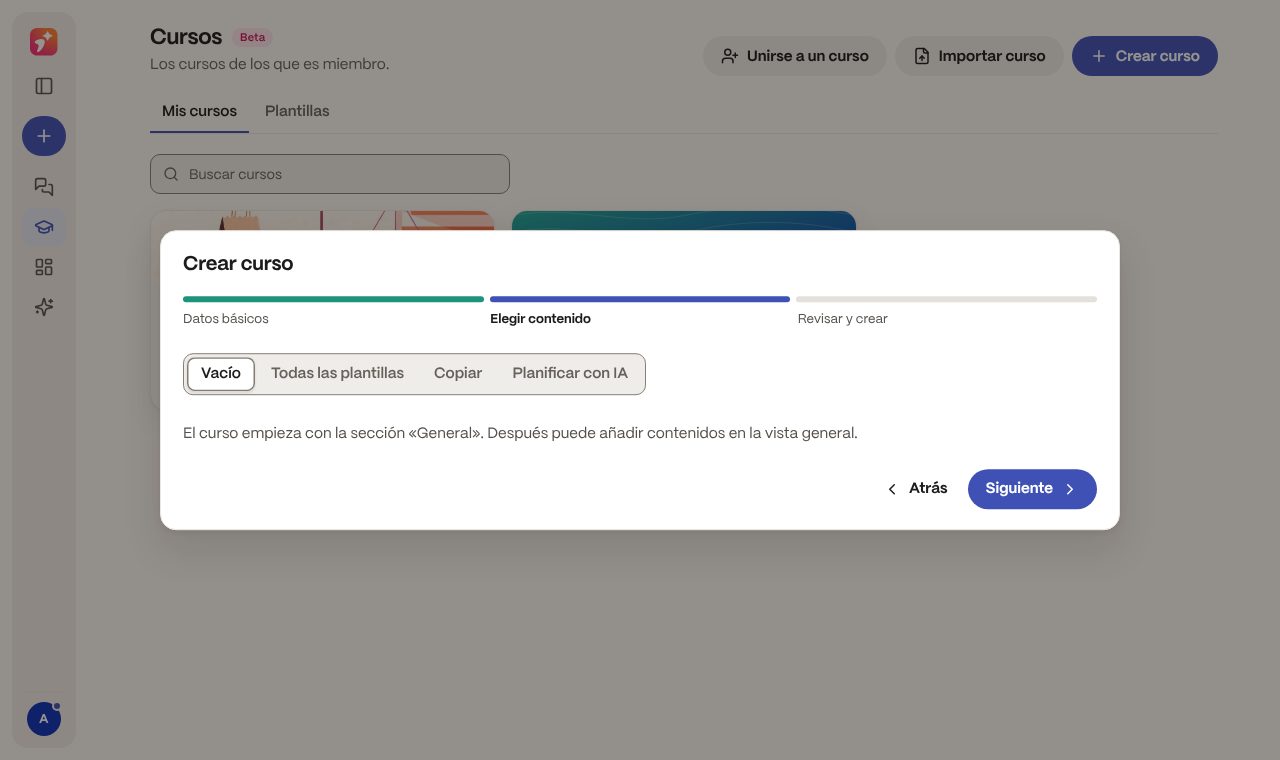 Cursos
Beta
Los cursos de los que es miembro.
Unirse a un curso
Importar curso
Crear curso
Mis cursos
Plantillas
Buscar cursos
Crear curso
Datos básicos
Elegir contenido
Revisar y crear
Vacío
Todas las plantillas
Copiar
Planificar con IA
El curso empieza con la sección «General». Después puede añadir contenidos en la vista general.
Atrás
Siguiente
A